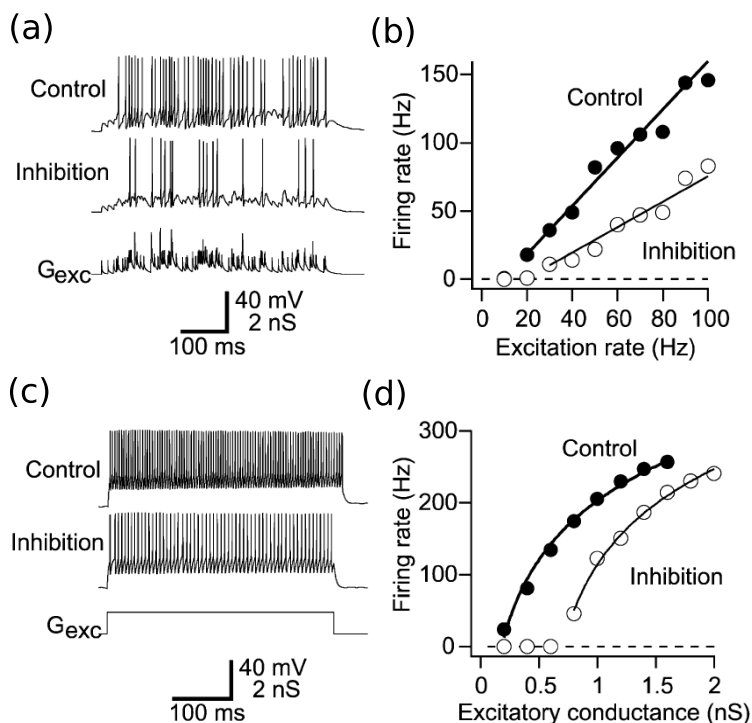 (a)
Control
Inhibition
Gexc
40 mV
2 nS
100 ms
(b)
Firing rate (Hz)
150
100
50
0
Control
Inhibition
0 20 40 60 80 100
Excitation rate (Hz)
(c)
Control
Inhibition
Gexc
40 mV
2 nS
100 ms
(d)
Firing rate (Hz)
300
200
100
0
Control
Inhibition
0 0.5 1 1.5 2
Excitatory conductance (nS)